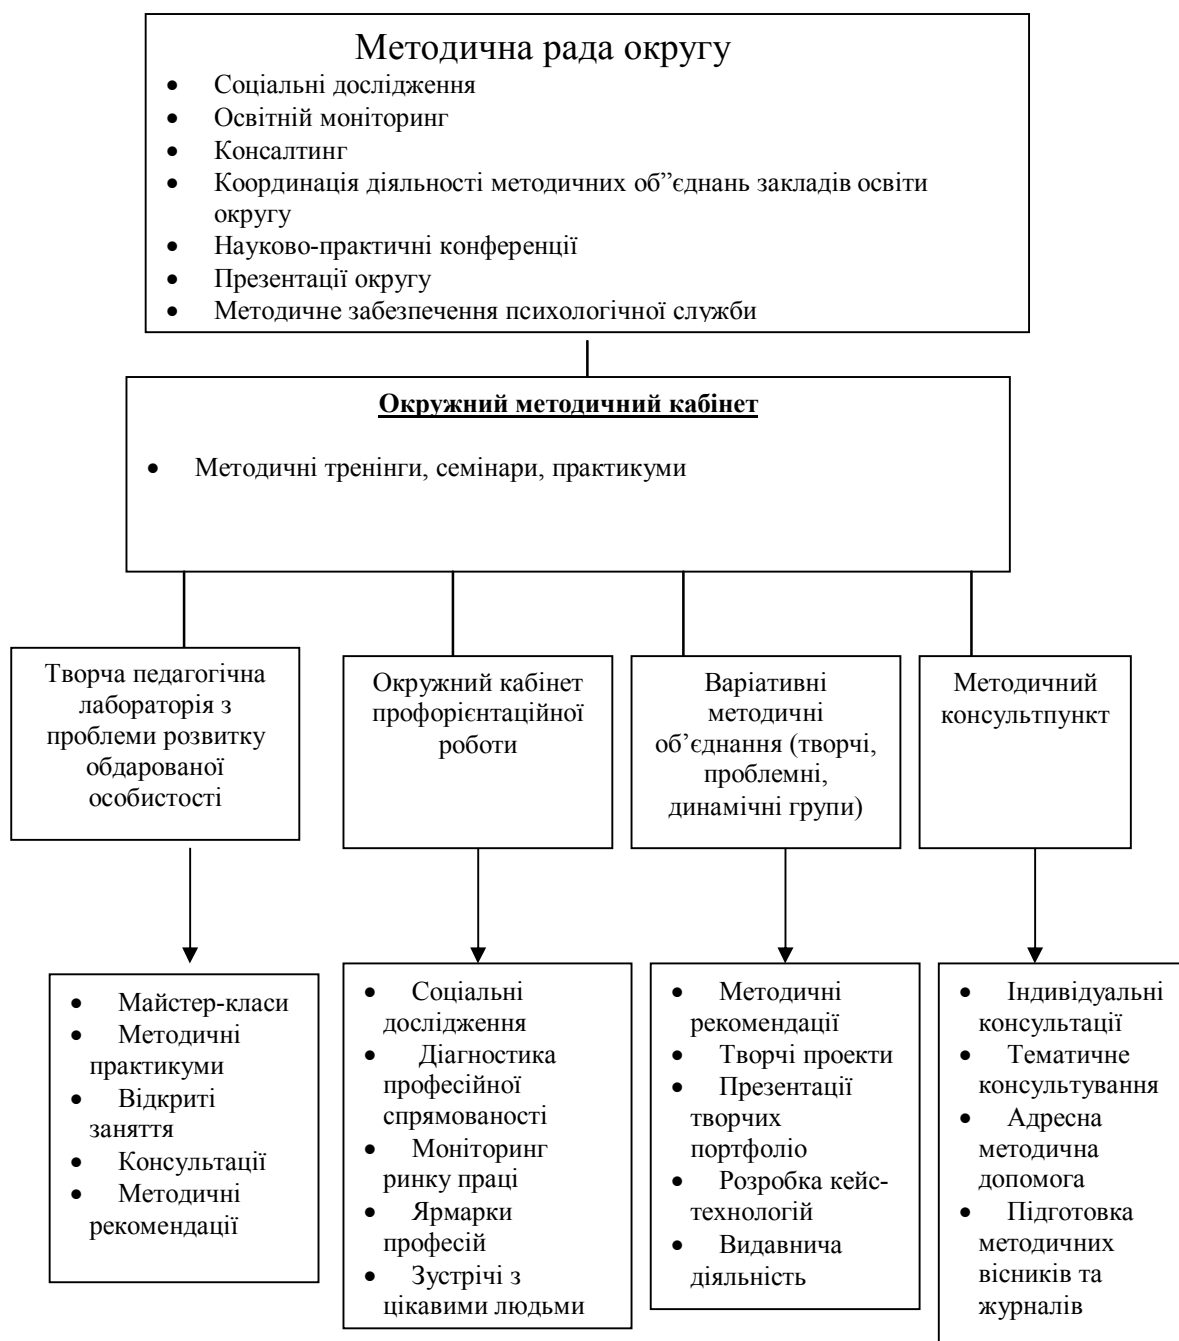 Методична рада округу
• Соціальні дослідження
• Освітній моніторинг
• Консалтинг
• Координація діяльності методичних об”єднань закладів освіти
округу
• Науково-практичні конференції
• Презентації округу
• Методичне забезпечення психологічної служби
Окружний методичний кабінет
• Методичні тренінги, семінари, практикуми
Творча педагогічна
лабораторія з
проблеми розвитку
обдарованої
особистості
Окружний кабінет
профорієнтаційної
роботи
Варіативні
методичні
об’єднання (творчі,
проблемні,
динамічні групи)
Методичний
консультпункт
• Майстер-класи
• Методичні
практикуми
• Відкриті
заняття
• Консультації
• Методичні
рекомендації
• Соціальні
дослідження
• Діагностика
професійної
спрямованості
• Моніторинг
ринку праці
• Ярмарки
професій
• Зустрічі з
цікавими людьми
• Методичні
рекомендації
• Творчі проекти
• Презентації
творчих
портфоліо
• Розробка кейс-
технологій
• Видавнича
діяльність
• Індивідуальні
консультації
• Тематичне
консультування
• Адресна
методична
допомога
• Підготовка
методичних
вісників та
журналів